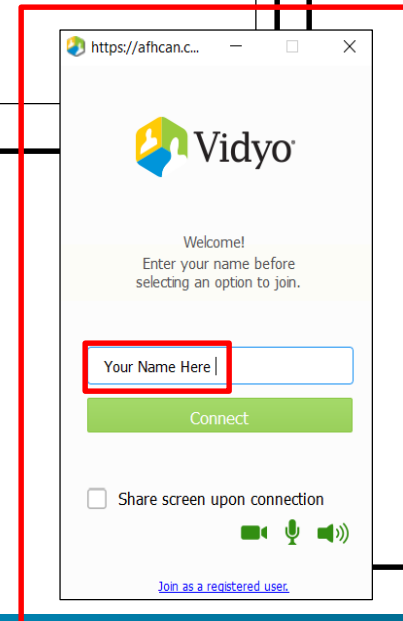 https://afhcan.c...
Vidyo
Welcome!
Enter your name before
selecting an option to join.
Your Name Here
Connect
Share screen upon connection
Join as a registered user.